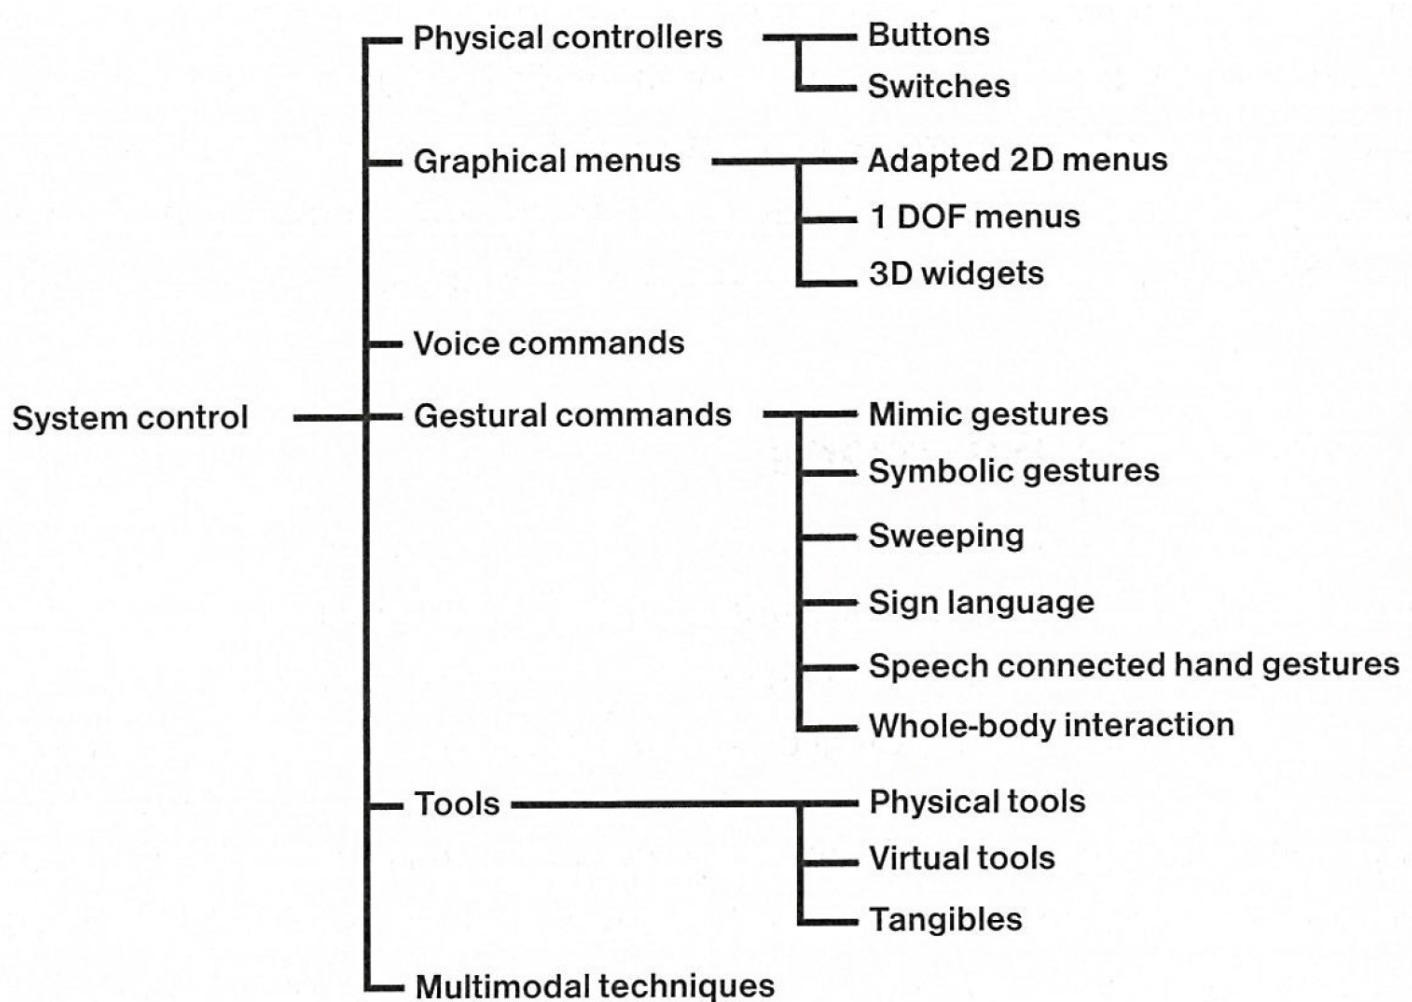 Physical controllers
Buttons
Switches
Graphical menus
Adapted 2D menus
1 DOF menus
3D widgets
Voice commands
System control
Gestural commands
Mimic gestures
Symbolic gestures
Sweeping
Sign language
Speech connected hand gestures
Whole-body interaction
Tools
Physical tools
Virtual tools
Tangibles
Multimodal techniques